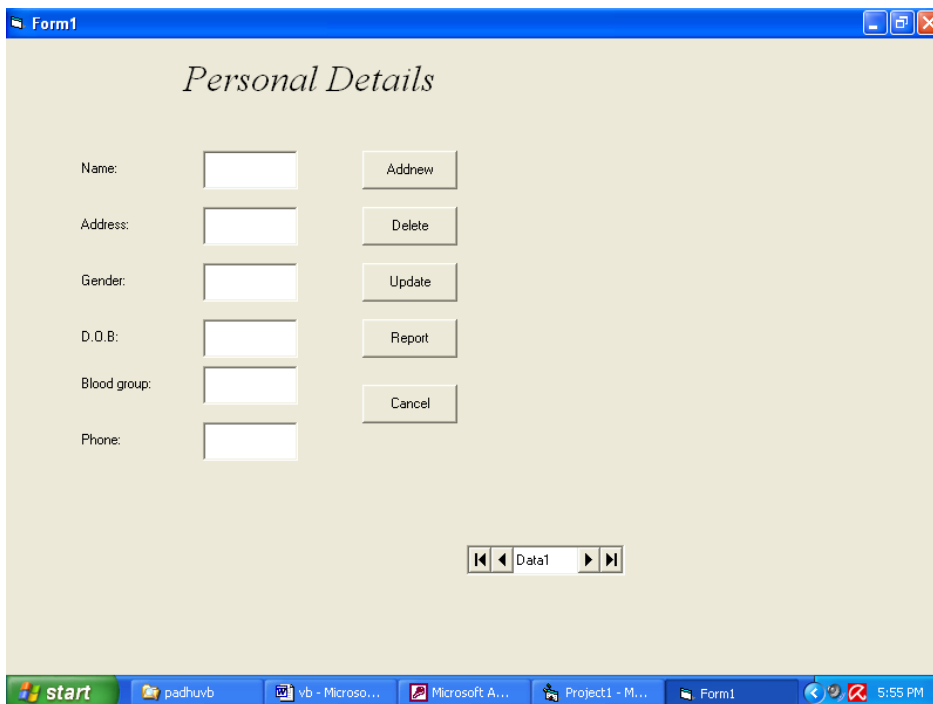 Form1
Personal Details
Name:
Addnew
Address:
Delete
Gender:
Update
D.O.B:
Report
Blood group:
Cancel
Phone:
Data1
start
padhuvb
vb - Microso...
Microsoft A...
Project1 - M...
Form1
5:55 PM